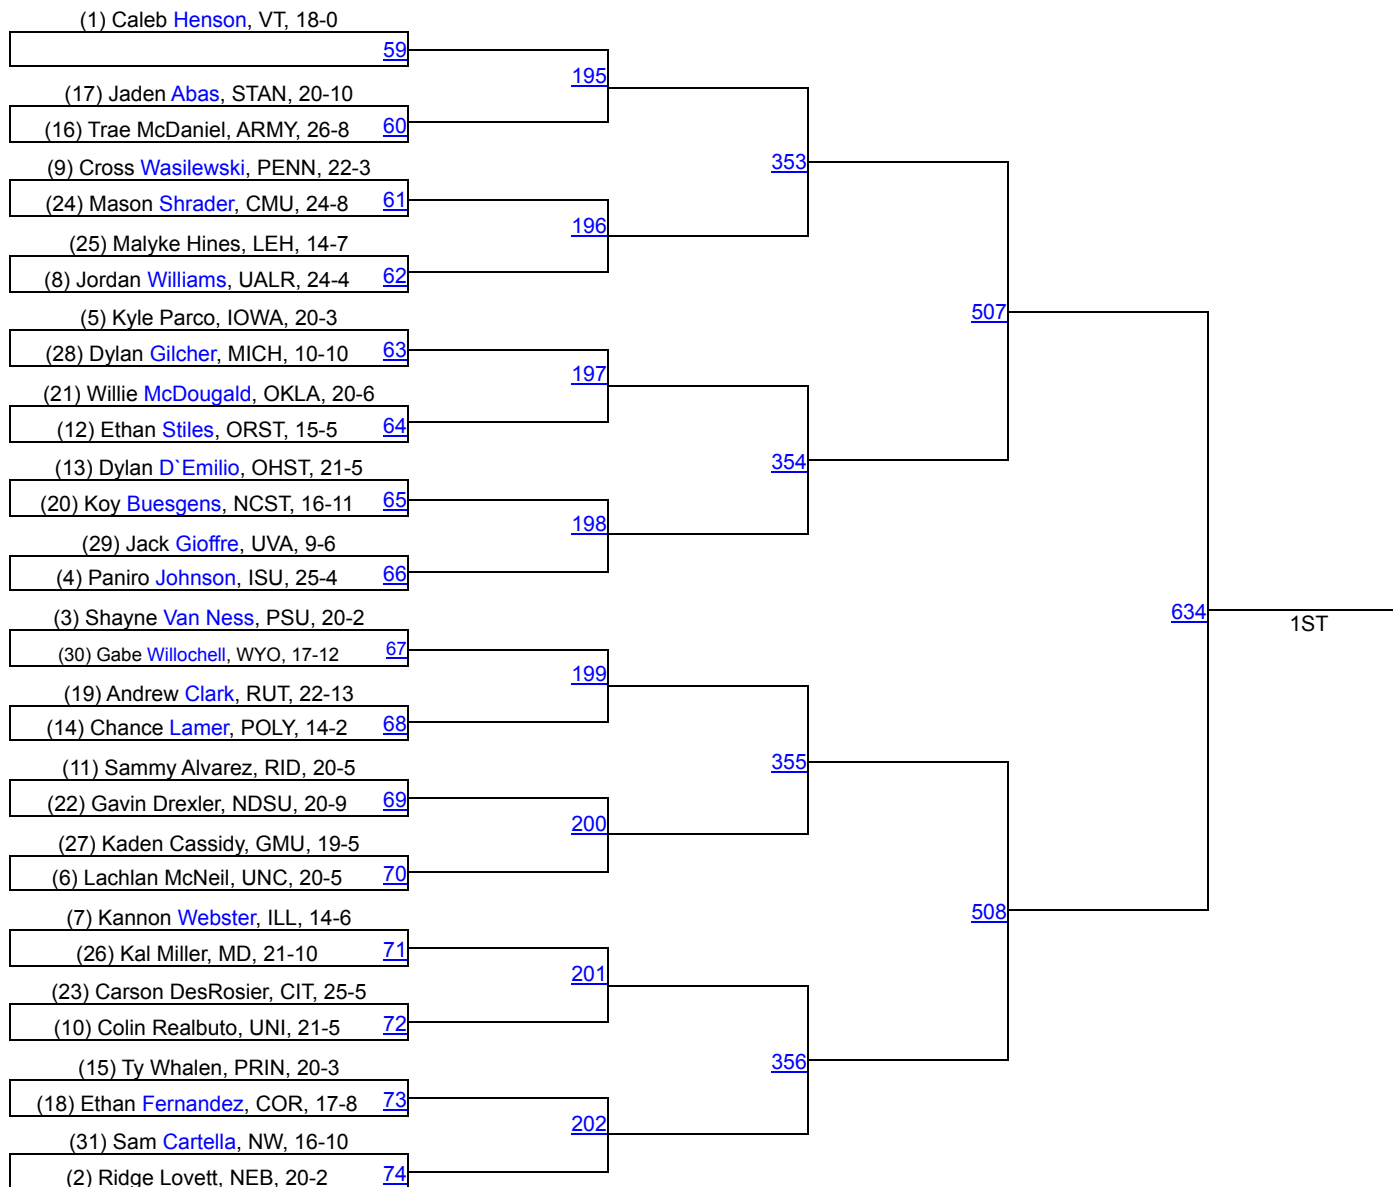 (1) Caleb Henson, VT, 18-0
59
195
(17) Jaden Abas, STAN, 20-10
(16) Trae McDaniel, ARMY, 26-8 60
353
(9) Cross Wasilewski, PENN, 22-3
(24) Mason Shrader, CMU, 24-8 61
196
(25) Malyke Hines, LEH, 14-7
(8) Jordan Williams, UALR, 24-4 62
507
(5) Kyle Parco, IOWA, 20-3
(28) Dylan Gilcher, MICH, 10-10 63
197
(21) Willie McDougald, OKLA, 20-6
(12) Ethan Stiles, ORST, 15-5 64
354
(13) Dylan D`Emilio, OHST, 21-5
(20) Koy Buesgens, NCST, 16-11 65
198
(29) Jack Gioffre, UVA, 9-6
(4) Paniro Johnson, ISU, 25-4 66
634
1ST
(3) Shayne Van Ness, PSU, 20-2
(30) Gabe Willochell, WYO, 17-12 67
199
(19) Andrew Clark, RUT, 22-13
(14) Chance Lamer, POLY, 14-2 68
355
(11) Sammy Alvarez, RID, 20-5
(22) Gavin Drexler, NDSU, 20-9 69
200
(27) Kaden Cassidy, GMU, 19-5
(6) Lachlan McNeil, UNC, 20-5 70
508
(7) Kannon Webster, ILL, 14-6
(26) Kal Miller, MD, 21-10 71
201
(23) Carson DesRosier, CIT, 25-5
(10) Colin Realbuto, UNI, 21-5 72
356
(15) Ty Whalen, PRIN, 20-3
(18) Ethan Fernandez, COR, 17-8 73
202
(31) Sam Cartella, NW, 16-10
(2) Ridge Lovett, NEB, 20-2 74